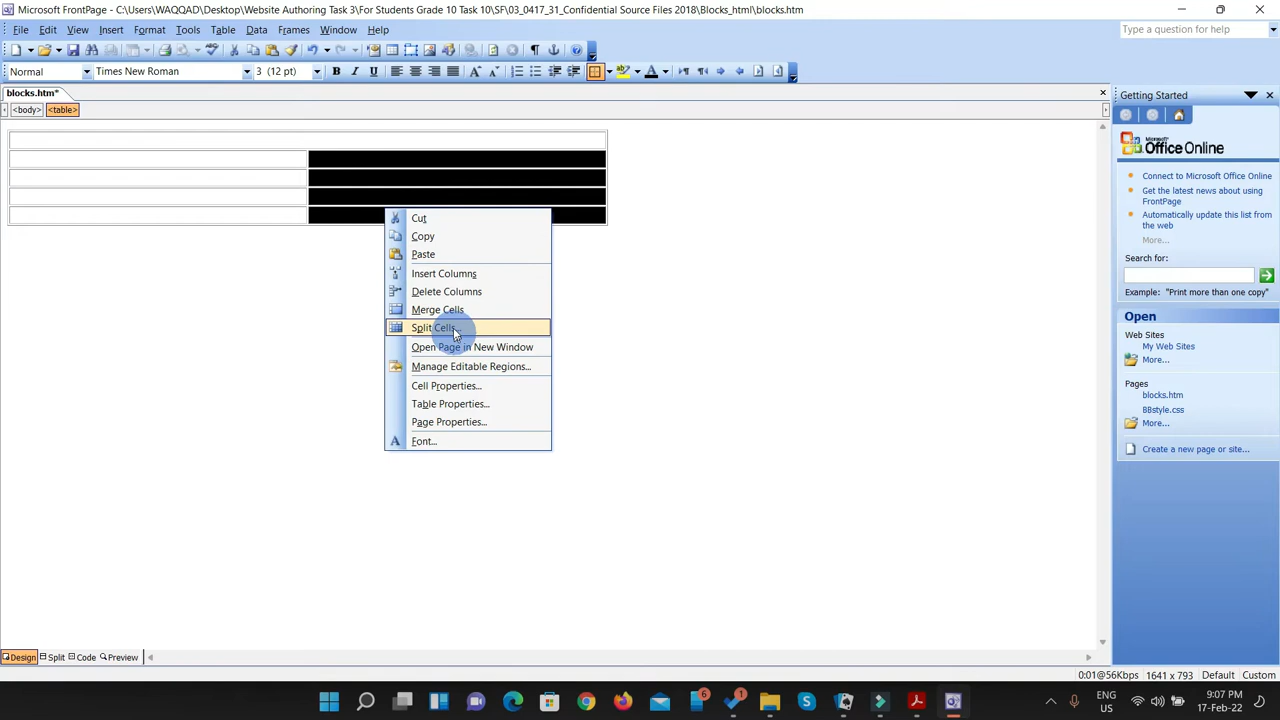 Microsoft FrontPage - C:\Users\WAQQAD\Desktop\Website Authoring Task 3\For Students Grade 10 Task 10\SF\03_0417_31_Confidential Source Files 2018\Blocks_html\blocks.htm
File Edit View Insert Format Tools Table Data Frames Window Help
Type a question for help
Normal Times New Roman 3 (12 pt) B I U A A A
blocks.htm*
<body> <table>
Getting Started
Office Online
Connect to Microsoft Office Online
Get the latest news about using FrontPage
Automatically update this list from the web
More...
Search for:
Example: "Print more than one copy"
Open
Web Sites
My Web Sites
More...
Pages
blocks.htm
BBstyle.css
More...
Create a new page or site...
Cut
Copy
Paste
Insert Columns
Delete Columns
Merge Cells
Split Cells...
Open Page in New Window
Manage Editable Regions...
Cell Properties...
Table Properties...
Page Properties...
A Font...
Design Split Code Preview
0:01@56Kbps 1641 x 793 Default Custom
6 1
ENG
US
9:07 PM
17-Feb-22